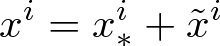 $x^i = x^i_* + \tilde{x}^i$